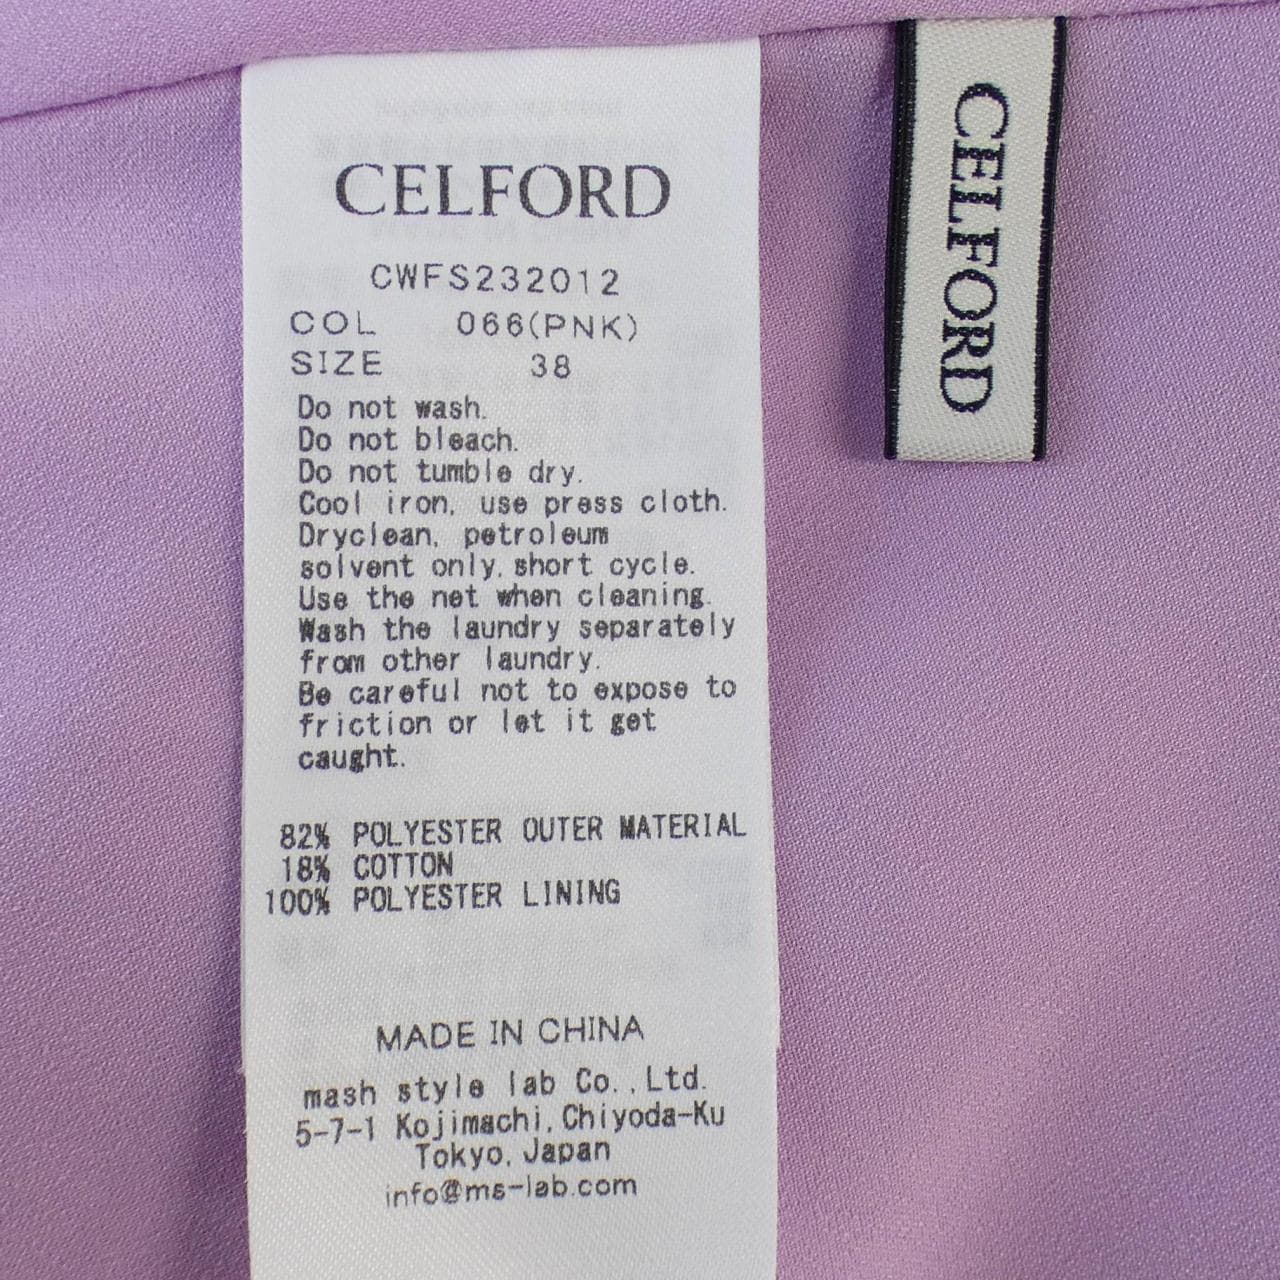 CELFORD
CWFS232012
COL 066(PNK)
SIZE 38
Do not wash.
Do not bleach.
Do not tumble dry.
Cool iron, use press cloth.
Dryclean, petroleum
solvent only, short cycle.
Use the net when cleaning.
Wash the laundry separately
from other laundry.
Be careful not to expose to
friction or let it get
caught.
82% POLYESTER OUTER MATERIAL
18% COTTON
100% POLYESTER LINING
MADE IN CHINA
mash style lab Co.,Ltd.
5-7-1 Kojimachi,Chiyoda-Ku
Tokyo, Japan
info@ms-lab.com
CELFORD